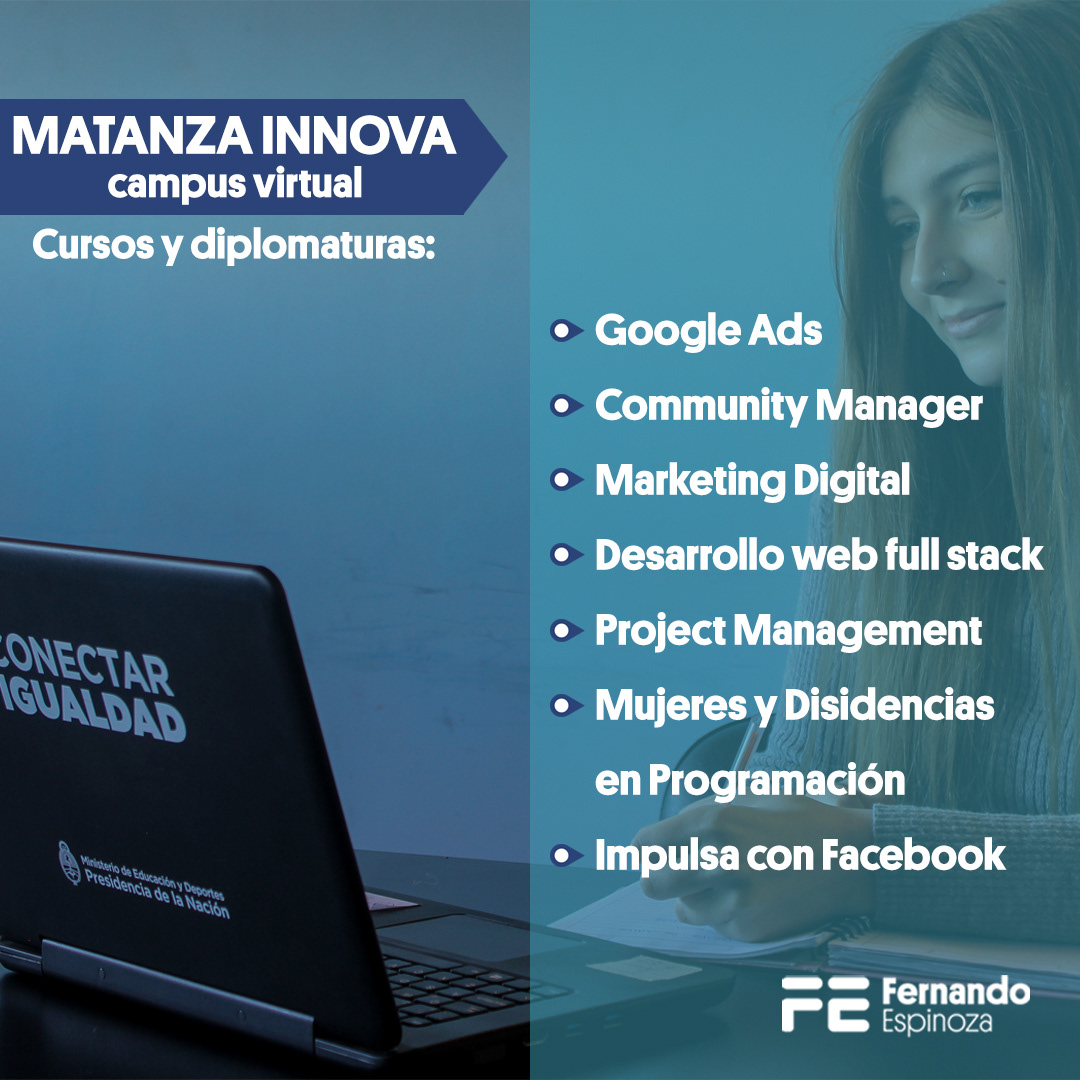 MATANZA INNOVA
campus virtual
Cursos y diplomaturas:
Google Ads
Community Manager
Marketing Digital
Desarrollo web full stack
Project Management
Mujeres y Disidencias
en Programación
Impulsa con Facebook
CONECTAR
IGUALDAD
Ministerio de Educación y Deportes
Presidencia de la Nación
FE Fernando
Espinoza